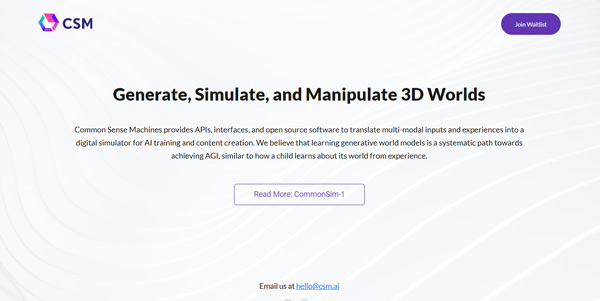 CSM
Join Waitlist
Generate, Simulate, and Manipulate 3D Worlds
Common Sense Machines provides APIs, interfaces, and open source software to translate multi-modal inputs and experiences into a
digital simulator for AI training and content creation. We believe that learning generative world models is a systematic path towards
achieving AGI, similar to how a child learns about its world from experience.
Read More: CommonSim-1
Email us at hello@csm.ai